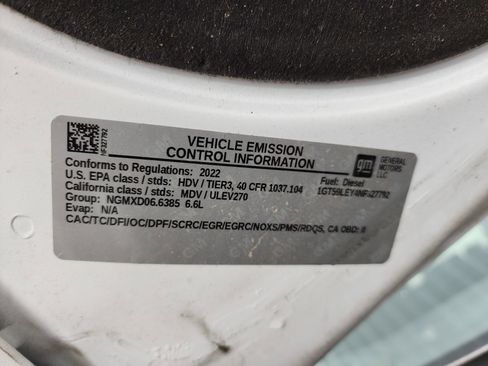 VEHICLE EMISSION
CONTROL INFORMATION
gm GENERAL
MOTORS
LLC
Conforms to Regulations: 2022
U.S. EPA class / stds: HDV / TIER3, 40 CFR 1037.104
California class / stds: MDV / ULEV270
Group: NGMXD06.6385 6.6L
Evap: N/A
Fuel: Diesel
CAC/TC/DFI/OC/DPF/SCRC/EGR/EGRC/NOXS/PMS/RDQS, CA OBD: II